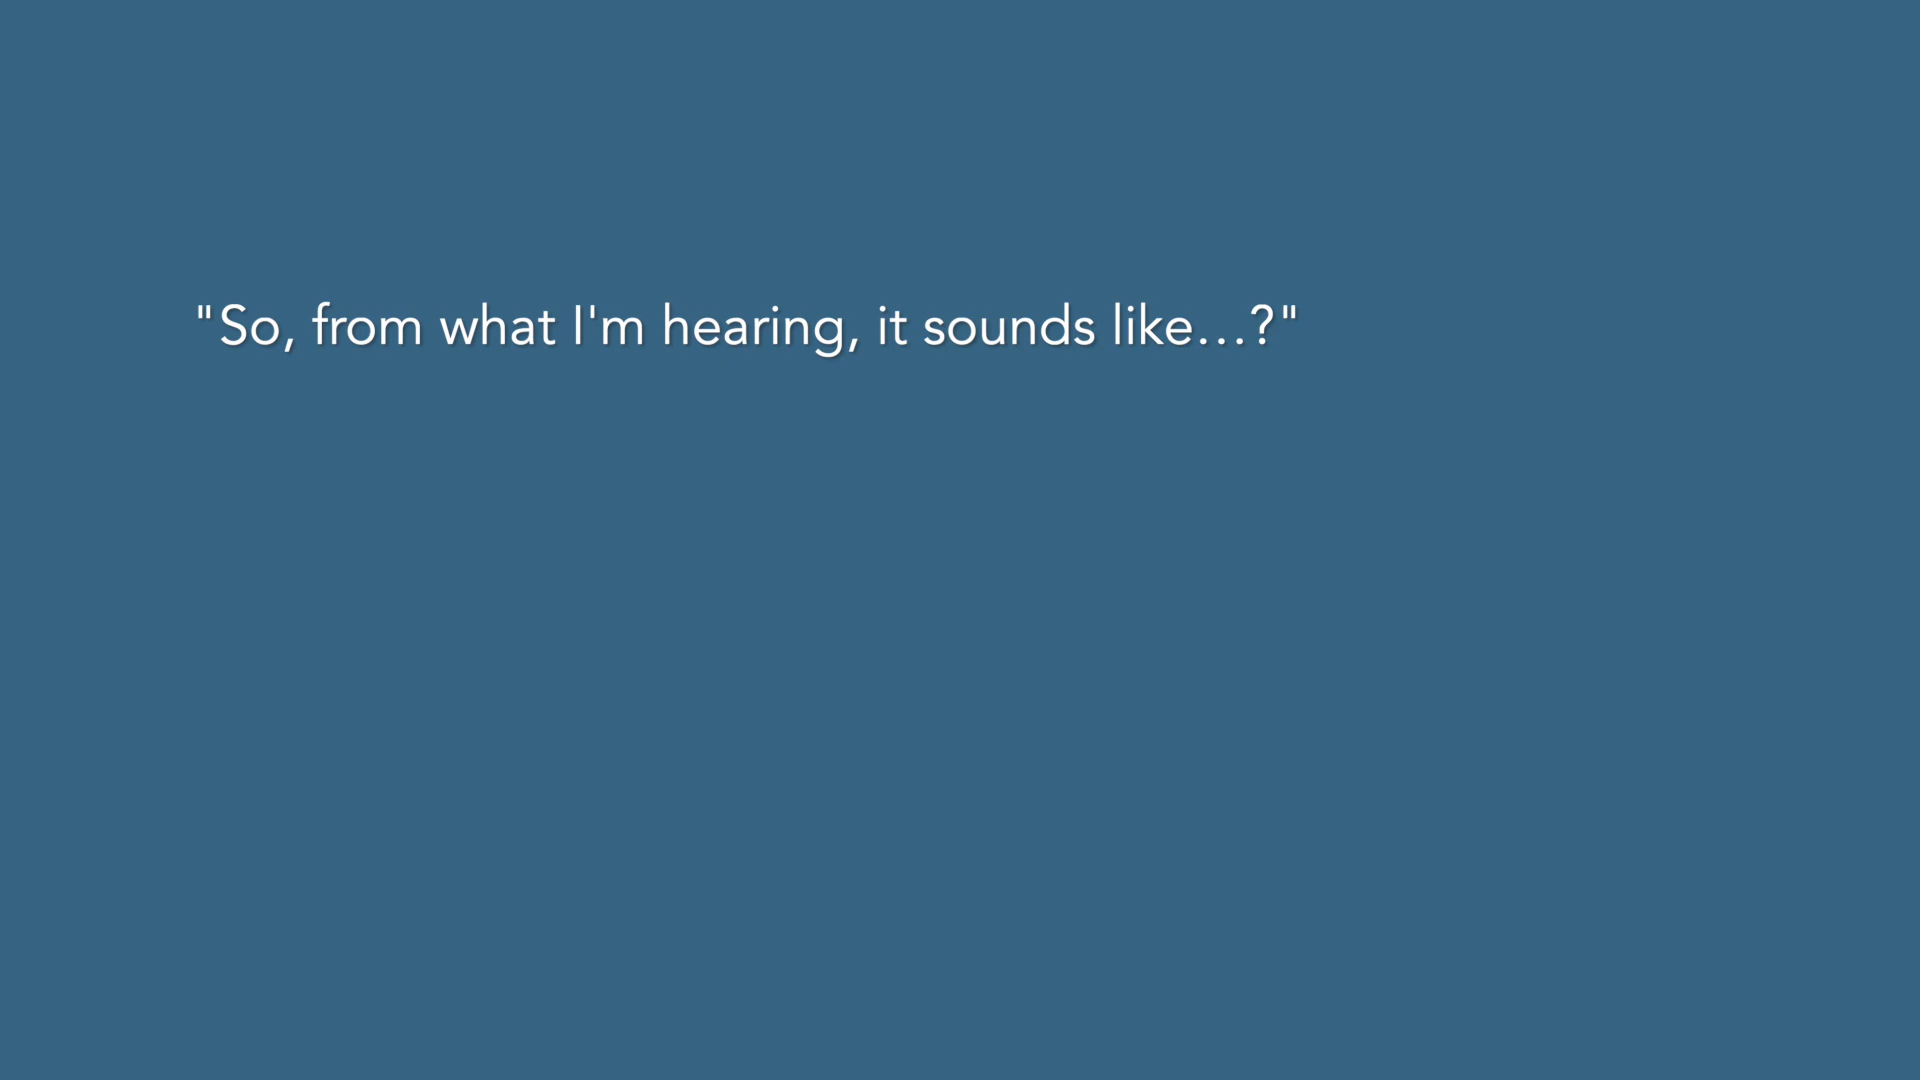 "So, from what I'm hearing, it sounds like…?"